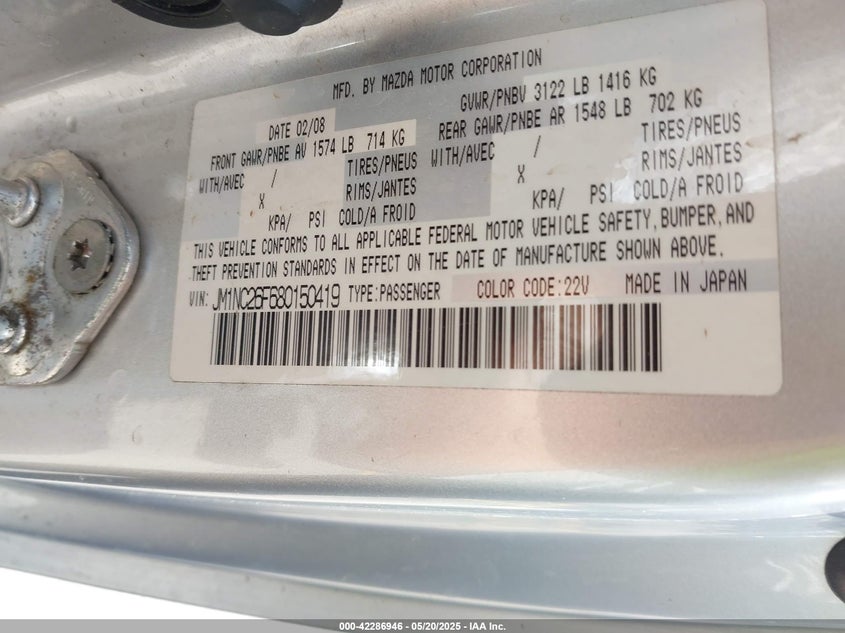 MFD. BY MAZDA MOTOR CORPORATION
DATE 02/08 GVWR/PNBV 3122 LB 1416 KG
FRONT GAWR/PNBE AV 1574 LB 714 KG REAR GAWR/PNBE AR 1548 LB 702 KG
WITH/AVEC / TIRES/PNEUS WITH/AVEC / TIRES/PNEUS
X RIMS/JANTES X RIMS/JANTES
KPA/ PSI COLD/A FROID KPA/ PSI COLD/A FROID
THIS VEHICLE CONFORMS TO ALL APPLICABLE FEDERAL MOTOR VEHICLE SAFETY, BUMPER, AND
THEFT PREVENTION STANDARDS IN EFFECT ON THE DATE OF MANUFACTURE SHOWN ABOVE.
VIN: JM1NC26F680150419 TYPE:PASSENGER COLOR CODE:22V MADE IN JAPAN
000-42286946 - 05/20/2025 - IAA Inc.